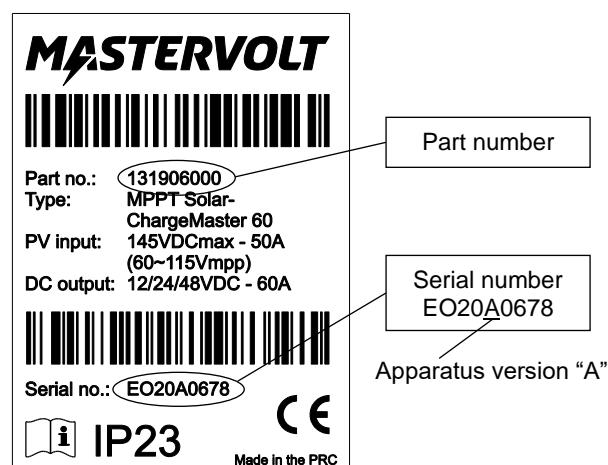 MASTERVOLT
Part no.: 131906000
Type: MPPT Solar-
ChargeMaster 60
PV input: 145VDCmax - 50A
(60~115Vmpp)
DC output: 12/24/48VDC - 60A
Serial no.: EO20A0678
i IP23
CE
Made in the PRC
Part number
Serial number
EO20A0678
Apparatus version “A”